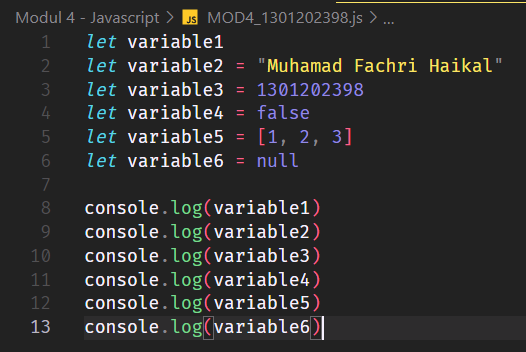 Modul 4 - Javascript > JS MOD4_1301202398.js > ...
1 let variable1
2 let variable2 = "Muhamad Fachri Haikal"
3 let variable3 = 1301202398
4 let variable4 = false
5 let variable5 = [1, 2, 3]
6 let variable6 = null
7
8 console.log(variable1)
9 console.log(variable2)
10 console.log(variable3)
11 console.log(variable4)
12 console.log(variable5)
13 console.log(variable6)